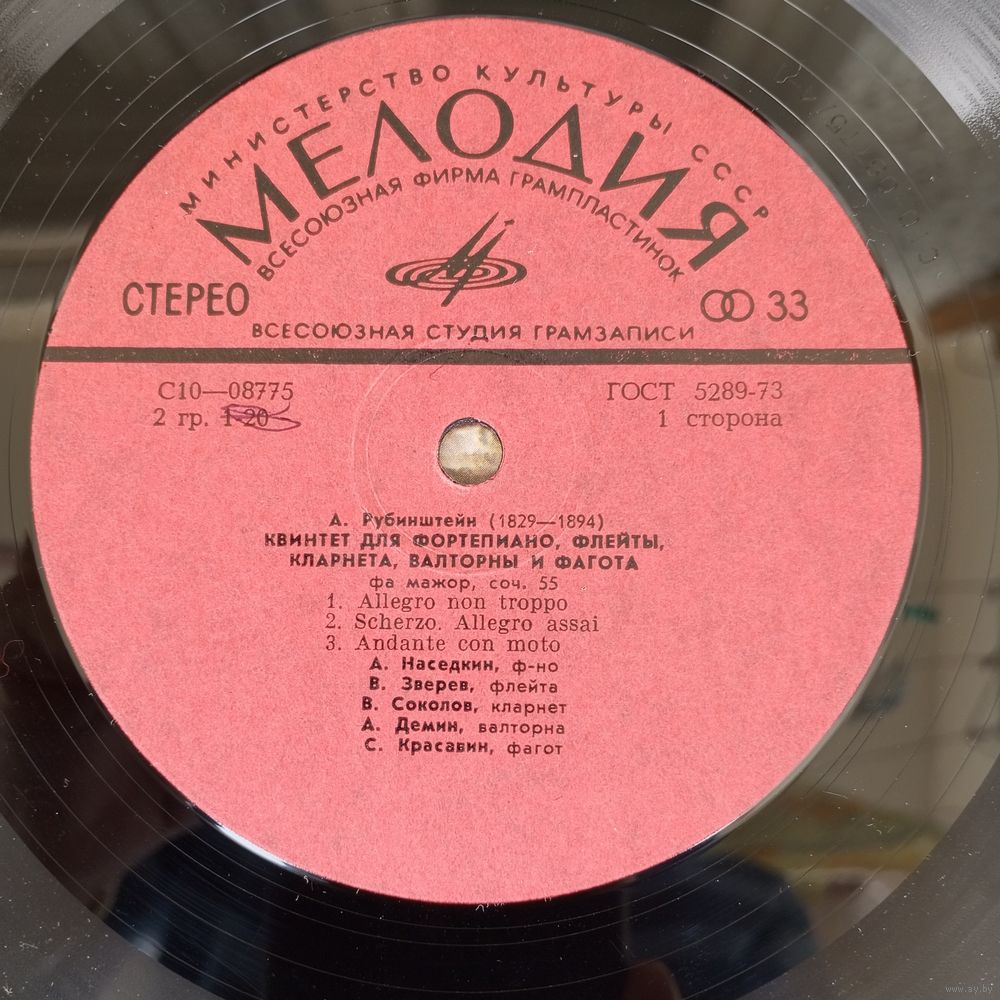 МИНИСТЕРСТВО КУЛЬТУРЫ СССР
МЕЛОДИЯ
ВСЕСОЮЗНАЯ ФИРМА ГРАМПЛАСТИНОК
СТЕРЕО
33
ВСЕСОЮЗНАЯ СТУДИЯ ГРАМЗАПИСИ
С10—08775
ГОСТ 5289-73
2 гр. 1-20
1 сторона
А. Рубинштейн (1829—1894)
КВИНТЕТ ДЛЯ ФОРТЕПИАНО, ФЛЕЙТЫ,
КЛАРНЕТА, ВАЛТОРНЫ И ФАГОТА
фа мажор, соч. 55
1. Allegro non troppo
2. Scherzo. Allegro assai
3. Andante con moto
А. Наседкин, ф-но
В. Зверев, флейта
В. Соколов, кларнет
А. Демин, валторна
С. Красавин, фагот
www.ay.by